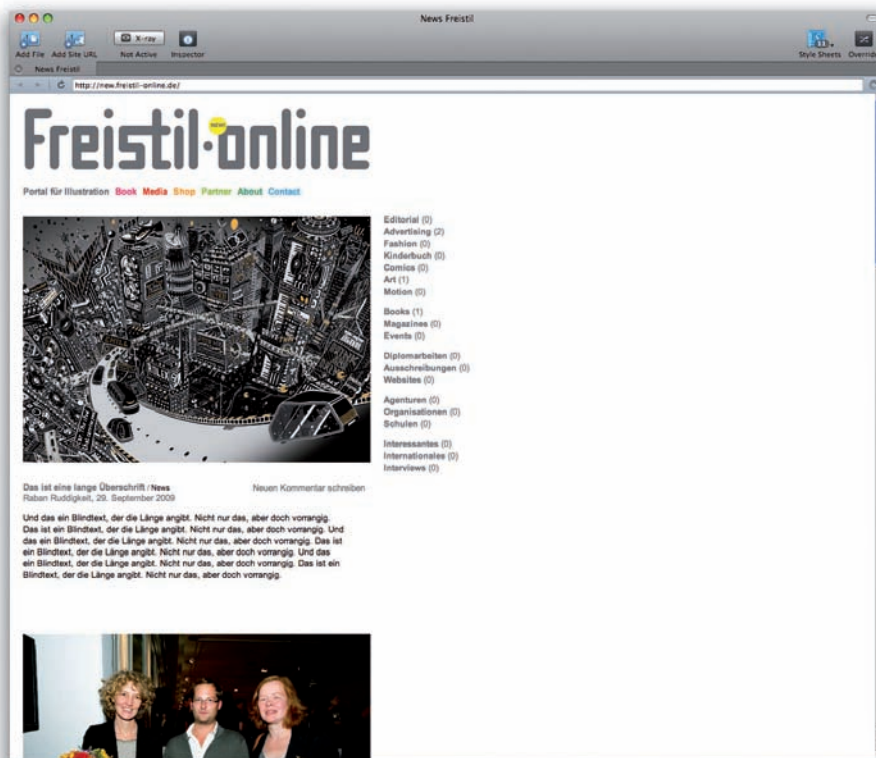 News Freistil
Add File Add Site URL X-ray Not Active Inspector Style Sheets Override
News Freistil
http://new.freistil-online.de/
Freistil·online
NEWS
Portal für Illustration Book Media Shop Partner About Contact
Editorial (0)
Advertising (2)
Fashion (0)
Kinderbuch (0)
Comics (0)
Art (1)
Motion (0)
Books (1)
Magazines (0)
Events (0)
Diplomarbeiten (0)
Ausschreibungen (0)
Websites (0)
Agenturen (0)
Organisationen (0)
Schulen (0)
Interessantes (0)
Internationales (0)
Interviews (0)
Das ist eine lange Überschrift / News Neuen Kommentar schreiben
Raban Ruddigkeit, 29. September 2009
Und das ein Blindtext, der die Länge angibt. Nicht nur das, aber doch vorrangig.
Das ist ein Blindtext, der die Länge angibt. Nicht nur das, aber doch vorrangig. Und
das ein Blindtext, der die Länge angibt. Nicht nur das, aber doch vorrangig. Das ist
ein Blindtext, der die Länge angibt. Nicht nur das, aber doch vorrangig. Und das
ein Blindtext, der die Länge angibt. Nicht nur das, aber doch vorrangig. Das ist ein
Blindtext, der die Länge angibt. Nicht nur das, aber doch vorrangig.